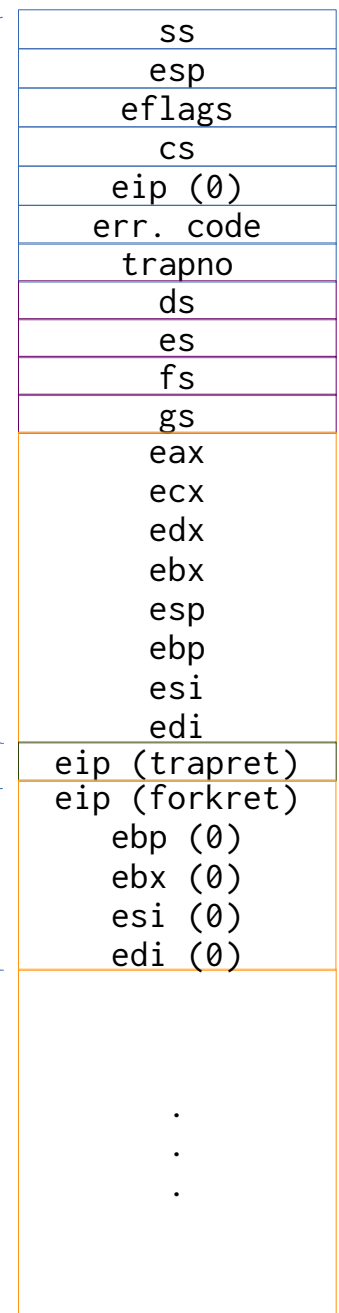 ss
esp
eflags
cs
eip (0)
err. code
trapno
ds
es
fs
gs
eax
ecx
edx
ebx
esp
ebp
esi
edi
eip (trapret)
eip (forkret)
ebp (0)
ebx (0)
esi (0)
edi (0)
.
.
.